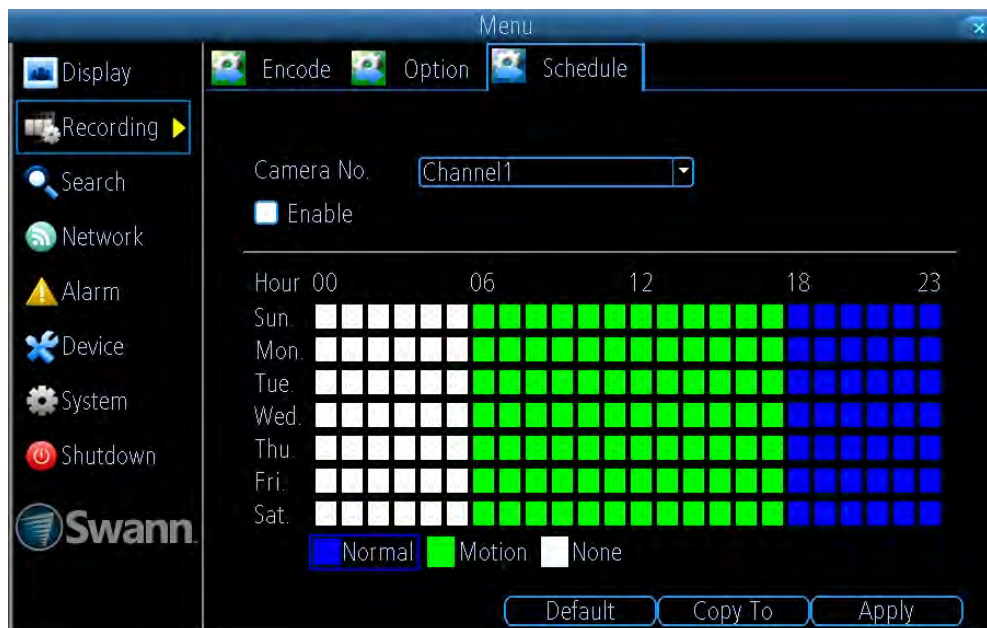 Menu
Display
Recording
Search
Network
Alarm
Device
System
Shutdown
Swann
Encode Option Schedule
Camera No. Channel1
Enable
Hour 00 06 12 18 23
Sun.
Mon.
Tue.
Wed.
Thu.
Fri.
Sat.
Normal Motion None
Default Copy To Apply